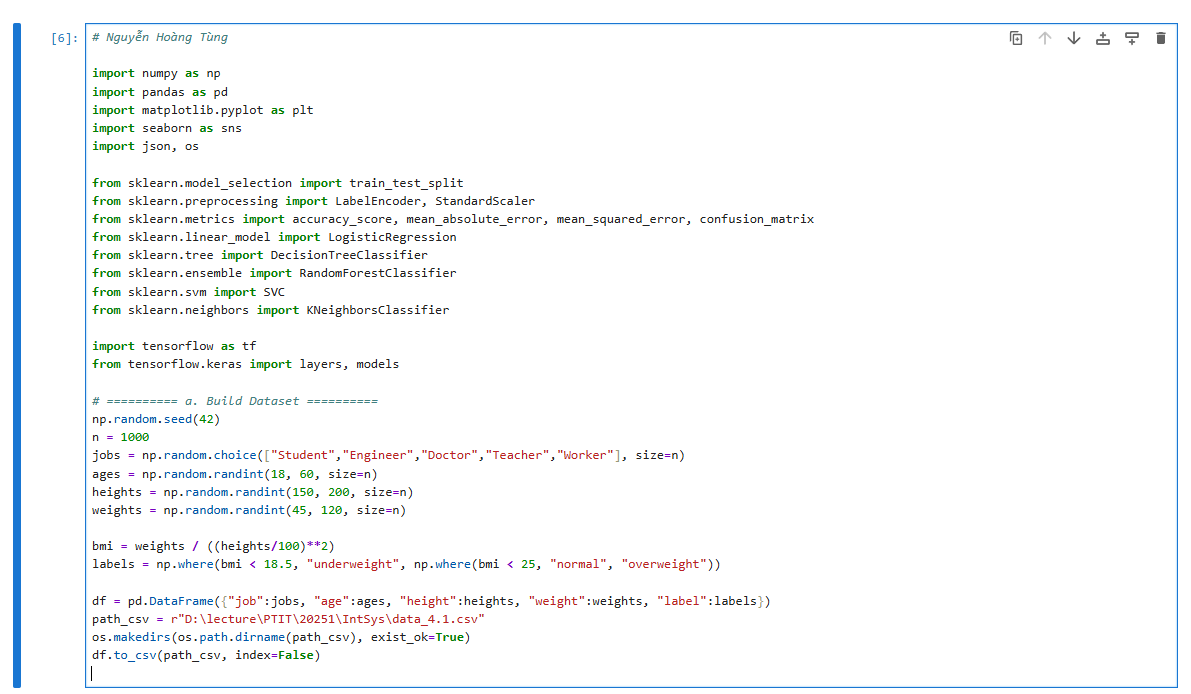 [6]:
# Nguyễn Hoàng Tùng
import numpy as np
import pandas as pd
import matplotlib.pyplot as plt
import seaborn as sns
import json, os
from sklearn.model_selection import train_test_split
from sklearn.preprocessing import LabelEncoder, StandardScaler
from sklearn.metrics import accuracy_score, mean_absolute_error, mean_squared_error, confusion_matrix
from sklearn.linear_model import LogisticRegression
from sklearn.tree import DecisionTreeClassifier
from sklearn.ensemble import RandomForestClassifier
from sklearn.svm import SVC
from sklearn.neighbors import KNeighborsClassifier
import tensorflow as tf
from tensorflow.keras import layers, models
# ========== a. Build Dataset ==========
np.random.seed(42)
n = 1000
jobs = np.random.choice(["Student","Engineer","Doctor","Teacher","Worker"], size=n)
ages = np.random.randint(18, 60, size=n)
heights = np.random.randint(150, 200, size=n)
weights = np.random.randint(45, 120, size=n)
bmi = weights / ((heights/100)**2)
labels = np.where(bmi < 18.5, "underweight", np.where(bmi < 25, "normal", "overweight"))
df = pd.DataFrame({"job":jobs, "age":ages, "height":heights, "weight":weights, "label":labels})
path_csv = r"D:\lecture\PTIT\20251\IntSys\data_4.1.csv"
os.makedirs(os.path.dirname(path_csv), exist_ok=True)
df.to_csv(path_csv, index=False)